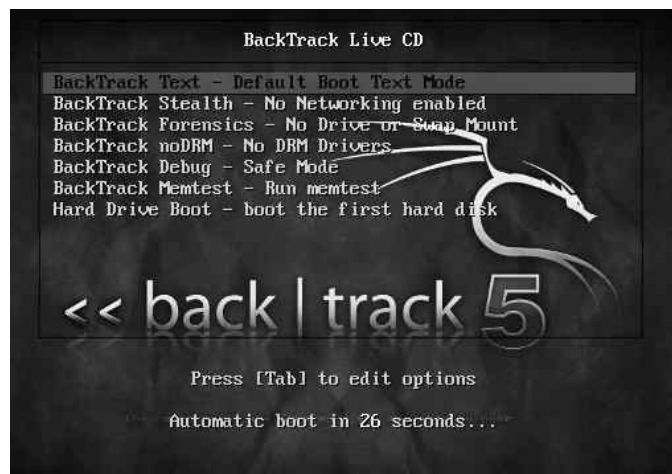 BackTrack Live CD
BackTrack Text - Default Boot Text Mode
BackTrack Stealth - No Networking enabled
BackTrack Forensics - No Drive or Swap Mount
BackTrack noDRM - No DRM Drivers
BackTrack Debug - Safe Mode
BackTrack Memtest - Run memtest
Hard Drive Boot - boot the first hard disk
<< back | track 5
Press [Tab] to edit options
Automatic boot in 26 seconds...